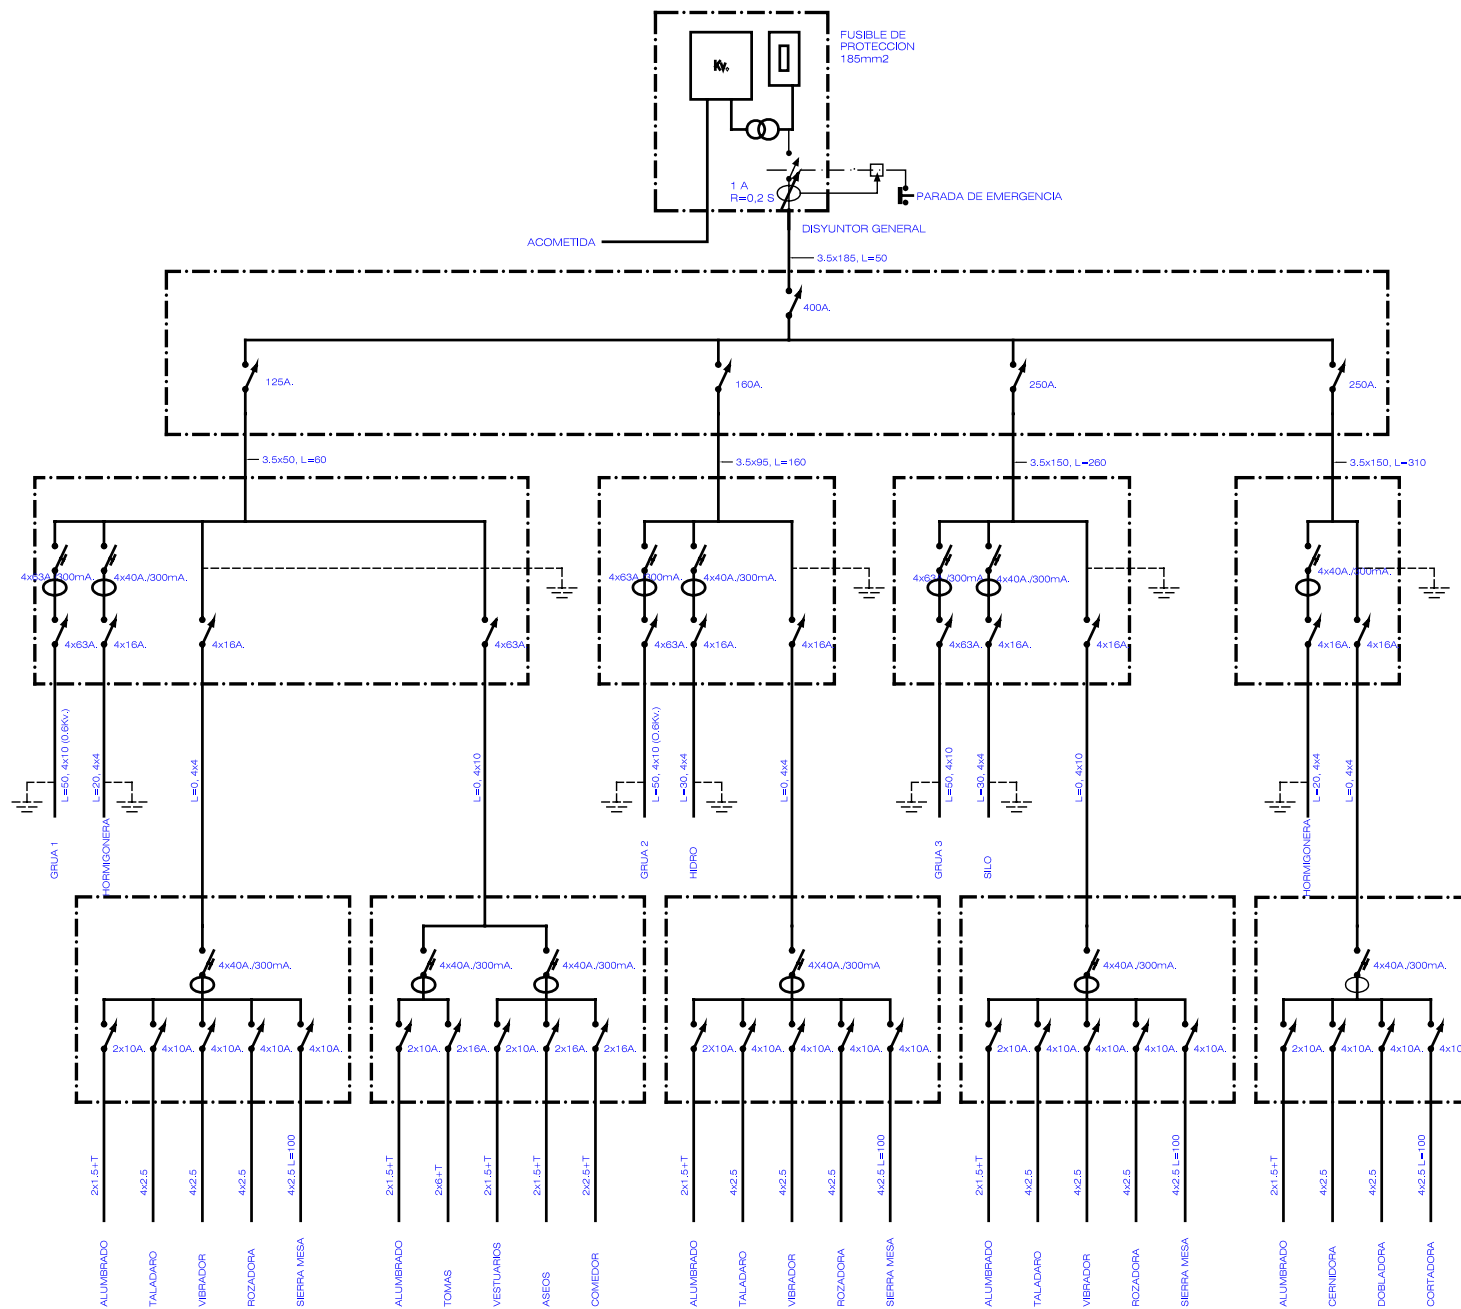 FUSIBLE DE
PROTECCION
185mm2
Kv.
1 A
R=0,2 S
PARADA DE EMERGENCIA
DISYUNTOR GENERAL
ACOMETIDA
3.5x185, L=50
400A.
125A.
160A.
250A.
250A.
3.5x50, L=60
3.5x95, L=160
3.5x150, L=260
3.5x150, L=310
4x63A./300mA.
4x40A./300mA.
4x63A./300mA.
4x40A./300mA.
4x63A./300mA.
4x40A./300mA.
4x40A./300mA.
4x63A.
4x16A.
4x16A.
4x63A
4x63A.
4x16A.
4x16A
4x63A.
4x16A.
4x16A
4x16A.
4x16A
L=50, 4x10 (0.6Kv.)
L=20, 4x4
L=0, 4x4
L=0, 4x10
L=50, 4x10 (0.6Kv.)
L=30, 4x4
L=0, 4x4
L=50, 4x10
L=30, 4x4
L=0, 4x10
L=20, 4x4
L=0, 4x4
GRUA 1
HORMIGONERA
GRUA 2
HIDRO
GRUA 3
SILO
HORMIGONERA
4x40A./300mA.
4x40A./300mA.
4x40A./300mA.
4X40A./300mA
4x40A./300mA.
4x40A./300mA.
2x10A.
4x10A.
4x10A.
4x10A.
4x10A.
2x10A.
2x16A.
2x10A.
2x16A.
2x16A.
2X10A.
4x10A.
4x10A.
4x10A.
4x10A.
2x10A.
4x10A.
4x10A.
4x10A.
4x10A.
2x10A.
4x10A.
4x10A.
4x10
2x1.5+T
4x2.5
4x2.5
4x2.5
4x2.5 L=100
2x1.5+T
2x6+T
2x1.5+T
2x1.5+T
2x2.5+T
2x1.5+T
4x2.5
4x2.5
4x2.5
4x2.5 L=100
2x1.5+T
4x2.5
4x2.5
4x2.5
4x2.5 L=100
2x1.5+T
4x2.5
4x2.5
4x2.5 L=100
ALUMBRADO
TALADARO
VIBRADOR
ROZADORA
SIERRA MESA
ALUMBRADO
TOMAS
VESTUARIOS
ASEOS
COMEDOR
ALUMBRADO
TALADARO
VIBRADOR
ROZADORA
SIERRA MESA
ALUMBRADO
TALADARO
VIBRADOR
ROZADORA
SIERRA MESA
ALUMBRADO
CERNIDORA
DOBLADORA
CORTADORA